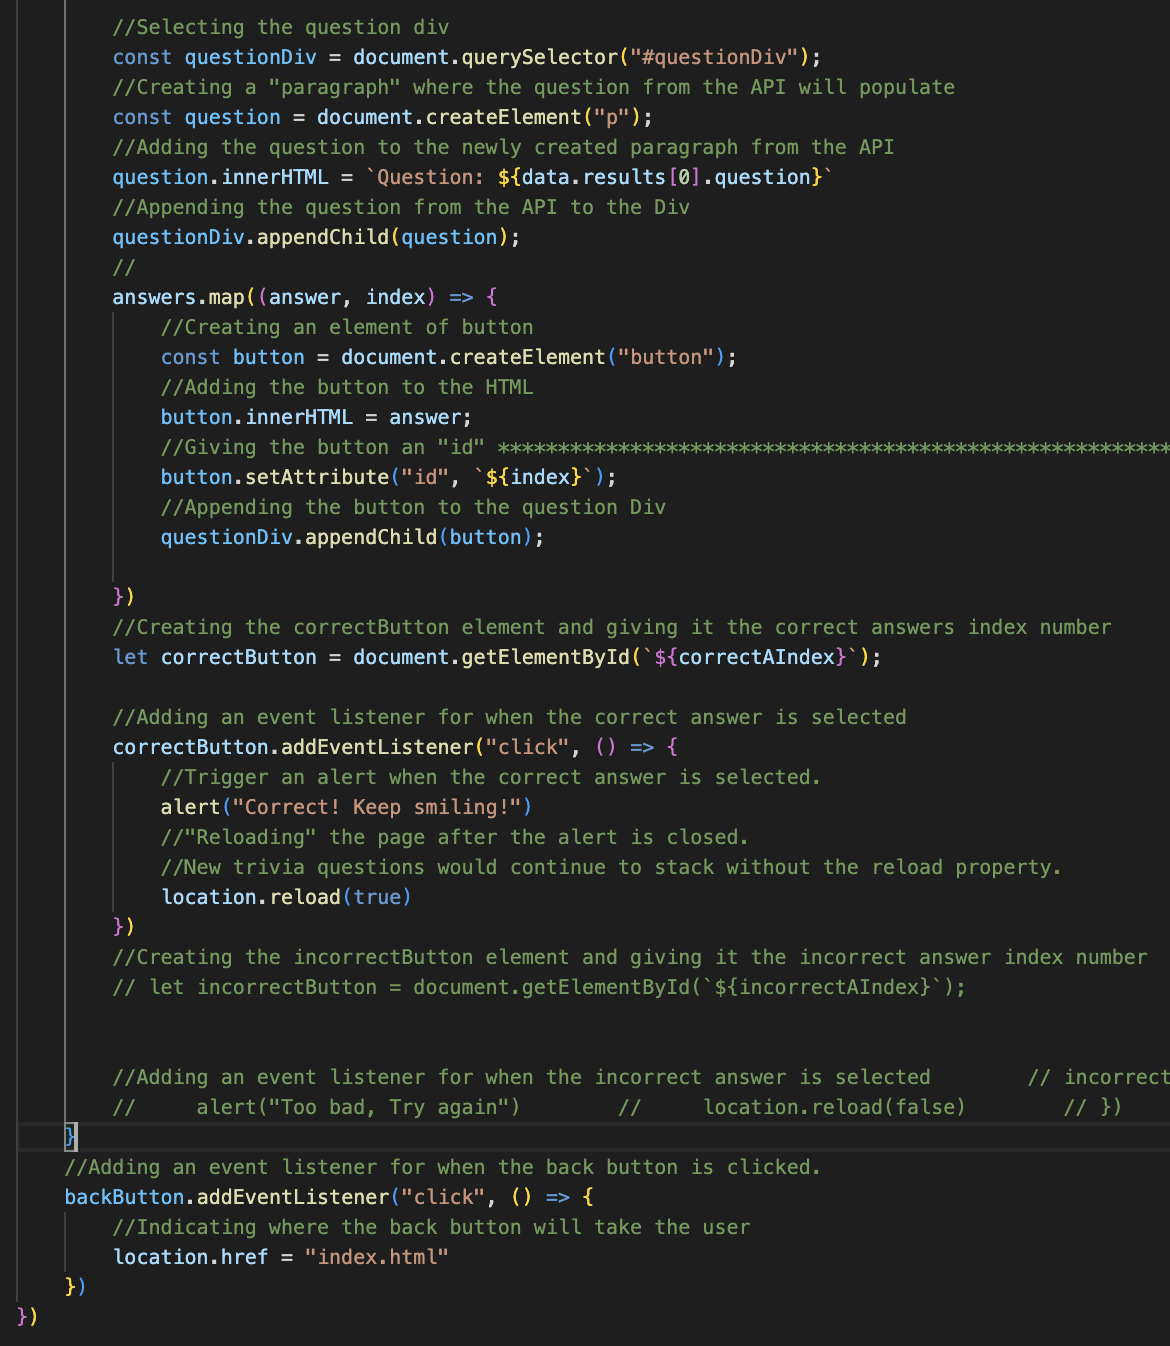 //Selecting the question div
const questionDiv = document.querySelector("#questionDiv");
//Creating a "paragraph" where the question from the API will populate
const question = document.createElement("p");
//Adding the question to the newly created paragraph from the API
question.innerHTML = `Question: ${data.results[0].question}`
//Appending the question from the API to the Div
questionDiv.appendChild(question);
//
answers.map((answer, index) => {
//Creating an element of button
const button = document.createElement("button");
//Adding the button to the HTML
button.innerHTML = answer;
//Giving the button an "id" ********************************************************
button.setAttribute("id", `${index}`);
//Appending the button to the question Div
questionDiv.appendChild(button);
})
//Creating the correctButton element and giving it the correct answers index number
let correctButton = document.getElementById(`${correctAIndex}`);
//Adding an event listener for when the correct answer is selected
correctButton.addEventListener("click", () => {
//Trigger an alert when the correct answer is selected.
alert("Correct! Keep smiling!")
//"Reloading" the page after the alert is closed.
//New trivia questions would continue to stack without the reload property.
location.reload(true)
})
//Creating the incorrectButton element and giving it the incorrect answer index number
// let incorrectButton = document.getElementById(`${incorrectAIndex}`);
//Adding an event listener for when the incorrect answer is selected // incorrect
// alert("Too bad, Try again") // location.reload(false) // })
}
//Adding an event listener for when the back button is clicked.
backButton.addEventListener("click", () => {
//Indicating where the back button will take the user
location.href = "index.html"
})
})